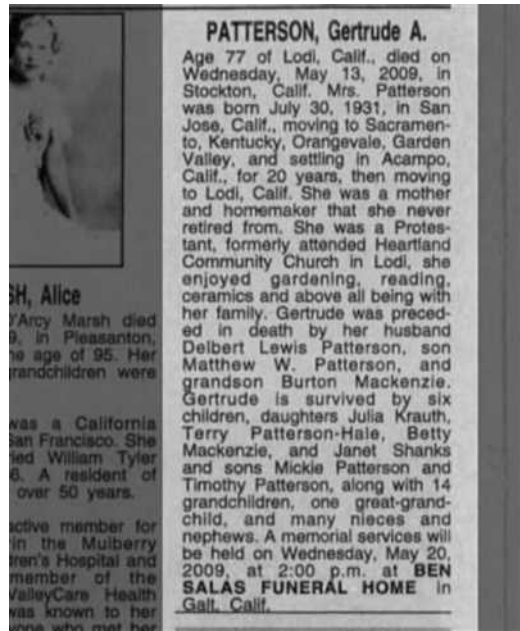 PATTERSON, Gertrude A.
Age 77 of Lodi, Calif., died on
Wednesday, May 13, 2009, in
Stockton, Calif. Mrs. Patterson
was born July 30, 1931, in San
Jose, Calif., moving to Sacramen-
to, Kentucky, Orangevale, Garden
Valley, and settling in Acampo,
Calif., for 20 years, then moving
to Lodi, Calif. She was a mother
and homemaker that she never
retired from. She was a Protes-
tant, formerly attended Heartland
Community Church in Lodi, she
enjoyed gardening, reading,
ceramics and above all being with
her family. Gertrude was preced-
ed in death by her husband
Delbert Lewis Patterson, son
Matthew W. Patterson, and
grandson Burton Mackenzie.
Gertrude is survived by six
children, daughters Julia Krauth,
Terry Patterson-Hale, Betty
Mackenzie, and Janet Shanks
and sons Mickie Patterson and
Timothy Patterson, along with 14
grandchildren, one great-grand-
child, and many nieces and
nephews. A memorial services will
be held on Wednesday, May 20,
2009, at 2:00 p.m. at BEN
SALAS FUNERAL HOME in
Galt, Calif.
SH, Alice
D'Arcy Marsh died
9, in Pleasanton,
he age of 95. Her
grandchildren were
was a California
San Francisco. She
ried William Tyler
6. A resident of
over 50 years.
active member for
in the Mulberry
dren's Hospital and
member of the
ValleyCare Health
was known to her
yone who met her